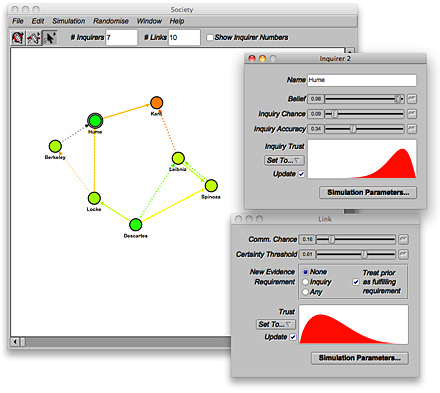 Society
File Edit Simulation Randomise Window Help
# Inquirers 7 # Links 10 Show Inquirer Numbers
Kant
Hume
Berkeley
Leibniz
Locke
Spinoza
Descartes
Inquirer 2
Name Hume
Belief 0.98
Inquiry Chance 0.09
Inquiry Accuracy 0.34
Inquiry Trust
Set To...
Update
Simulation Parameters...
Link
Comm. Chance 0.16
Certainty Threshold 0.81
New Evidence Requirement
None
Inquiry
Any
Treat prior as fulfilling requirement
Trust
Set To...
Update
Simulation Parameters...